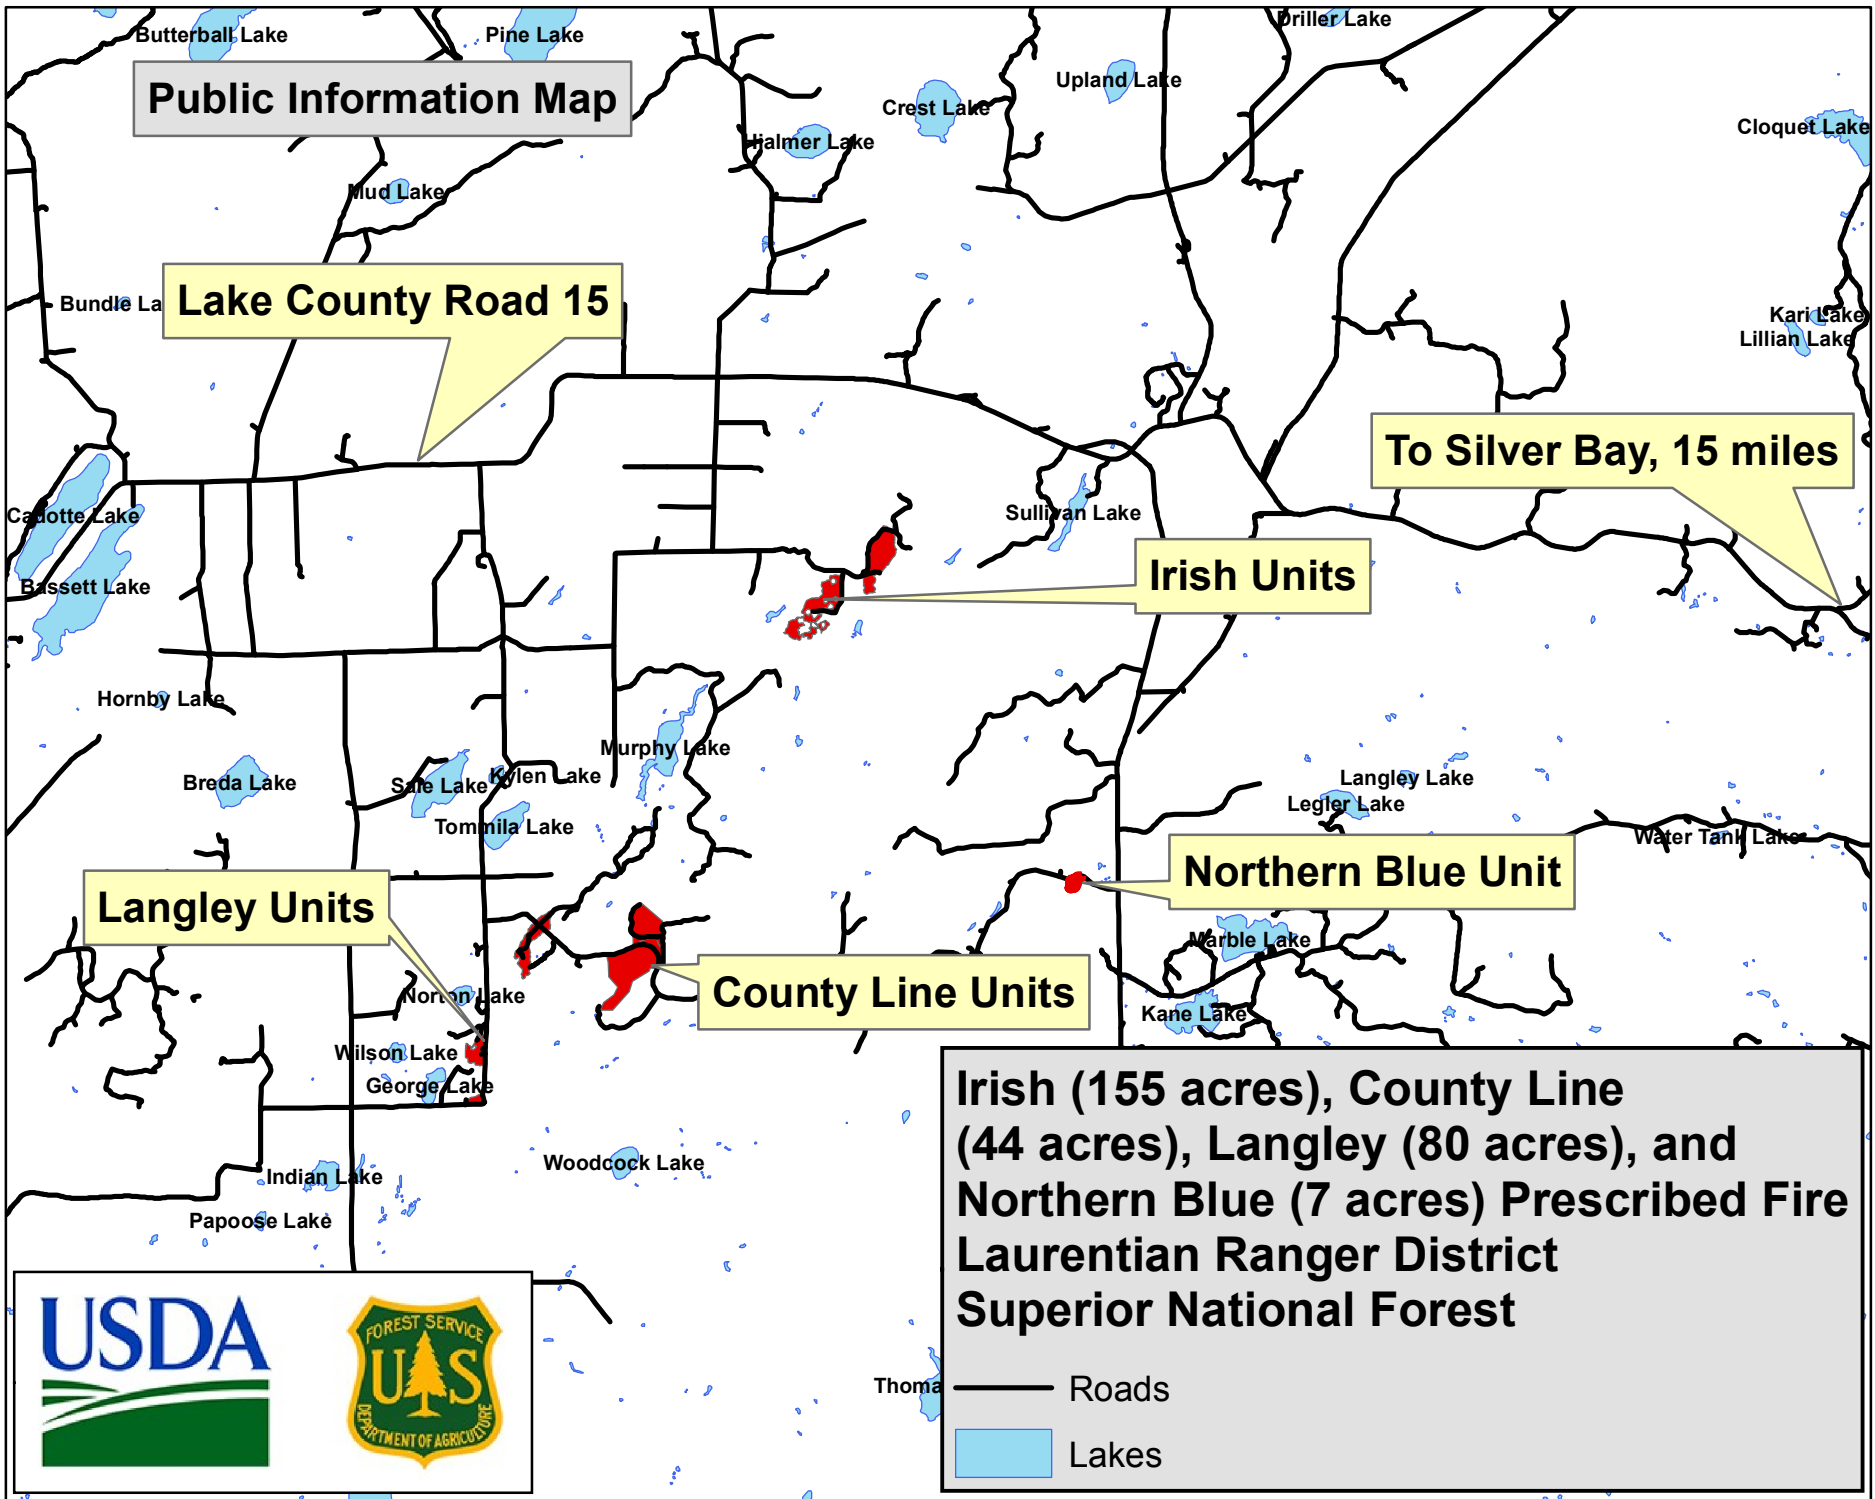 Butterball Lake
Pine Lake
Driller Lake
Public Information Map
Upland Lake
Crest Lake
Cloquet Lake
Hjalmer Lake
Mud Lake
Bundle La
Lake County Road 15
Kari Lake
Lillian Lake
To Silver Bay, 15 miles
Cadotte Lake
Sullivan Lake
Bassett Lake
Irish Units
Hornby Lake
Murphy Lake
Breda Lake
Sale Lake
Kylen Lake
Langley Lake
Legler Lake
Tommila Lake
Water Tank Lake
Northern Blue Unit
Langley Units
Marble Lake
County Line Units
Norton Lake
Kane Lake
Wilson Lake
George Lake
Irish (155 acres), County Line
(44 acres), Langley (80 acres), and
Northern Blue (7 acres) Prescribed Fire
Laurentian Ranger District
Superior National Forest
Woodcock Lake
Indian Lake
Papoose Lake
Thoma
Roads
Lakes
USDA
FOREST SERVICE
U S
DEPARTMENT OF AGRICULTURE